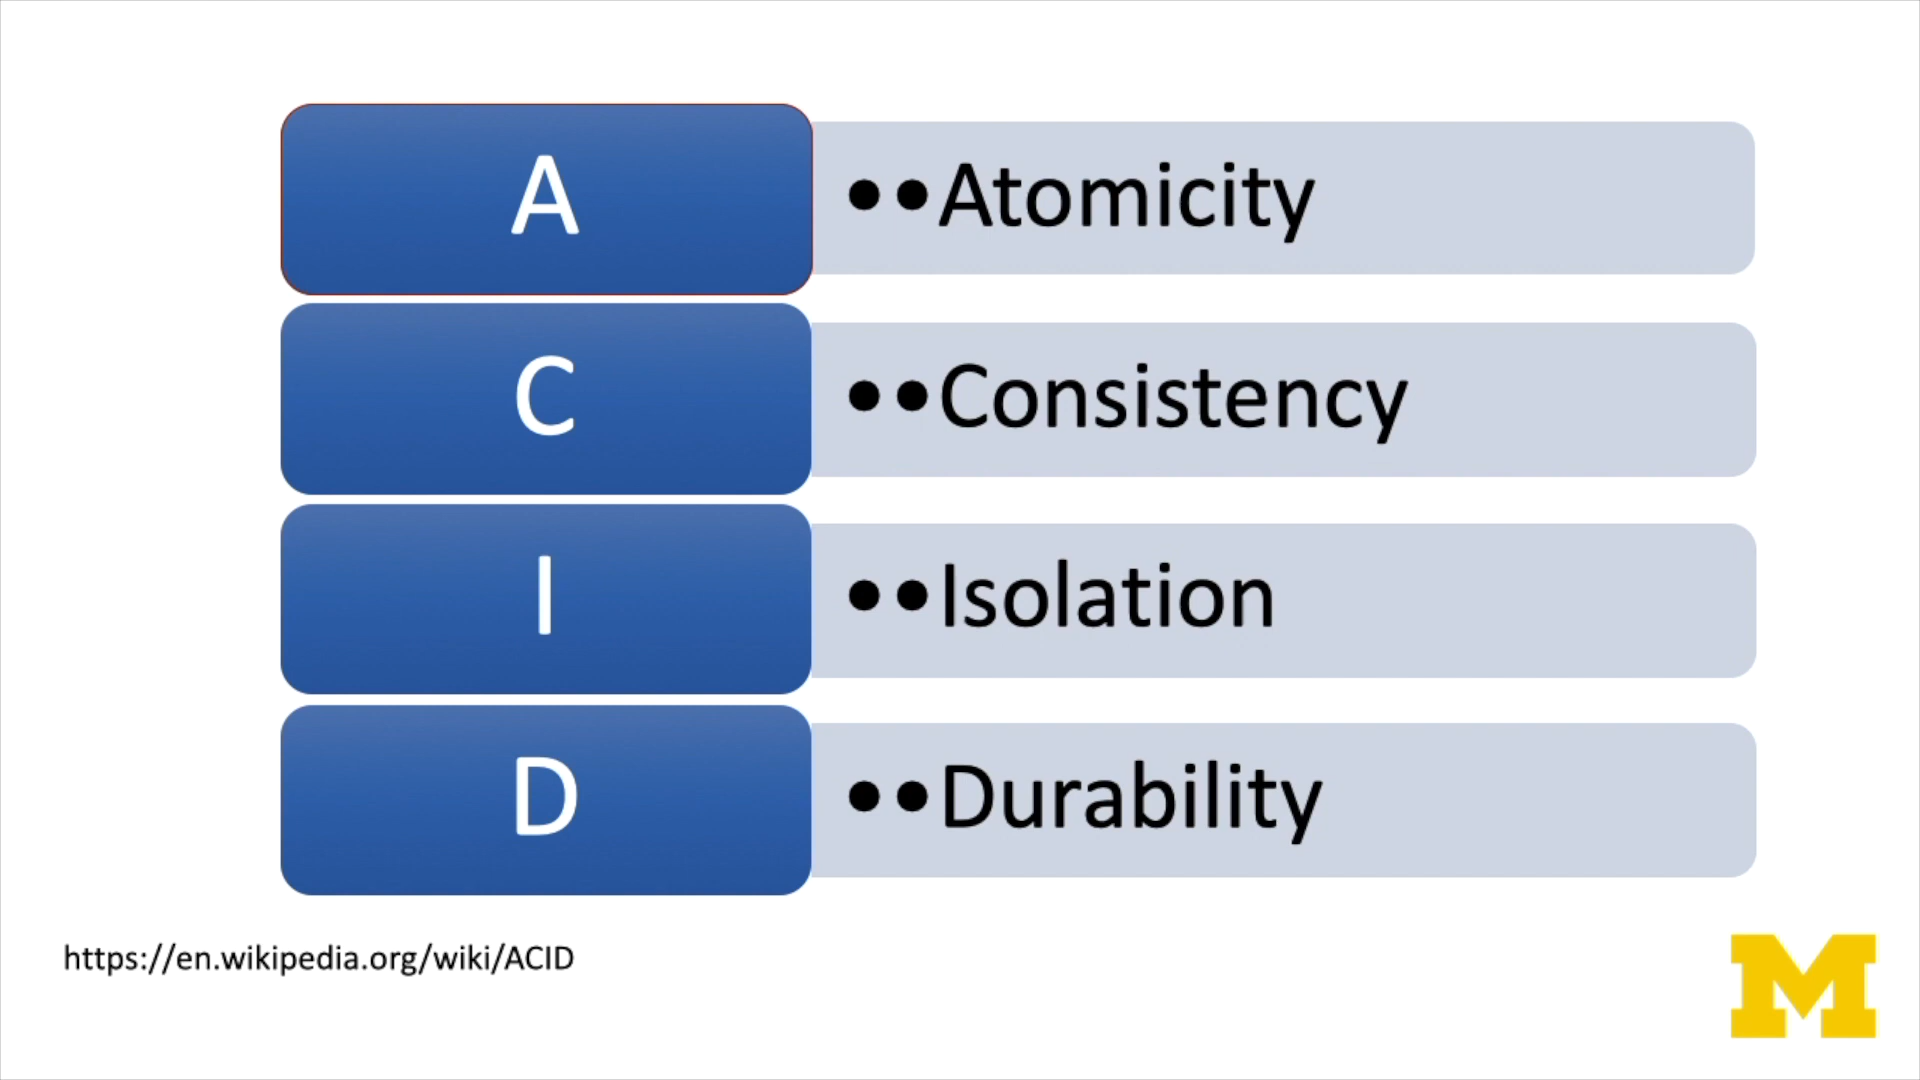 A
••Atomicity
C
••Consistency
I
••Isolation
D
••Durability
https://en.wikipedia.org/wiki/ACID
M